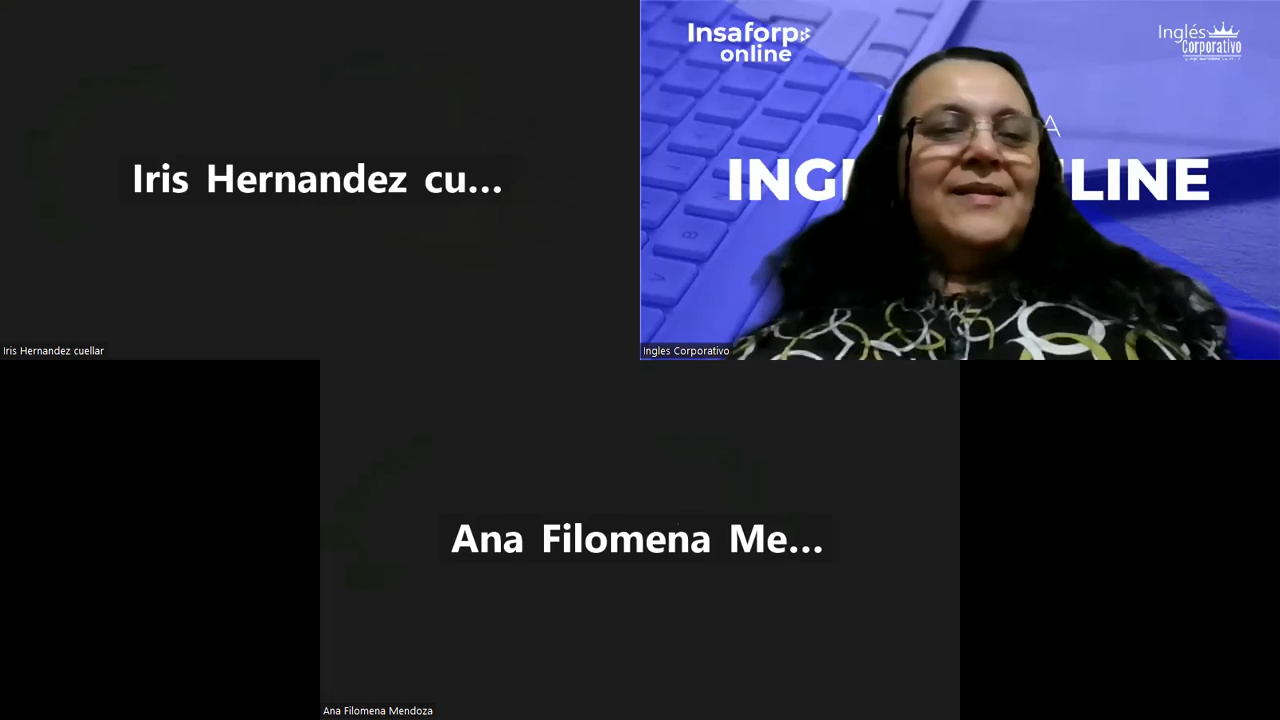 Iris Hernandez cu...
Iris Hernandez cuellar
Insaforp
online
Inglés
Corporativo
A
INGL
LINE
Ingles Corporativo
Ana Filomena Me...
Ana Filomena Mendoza